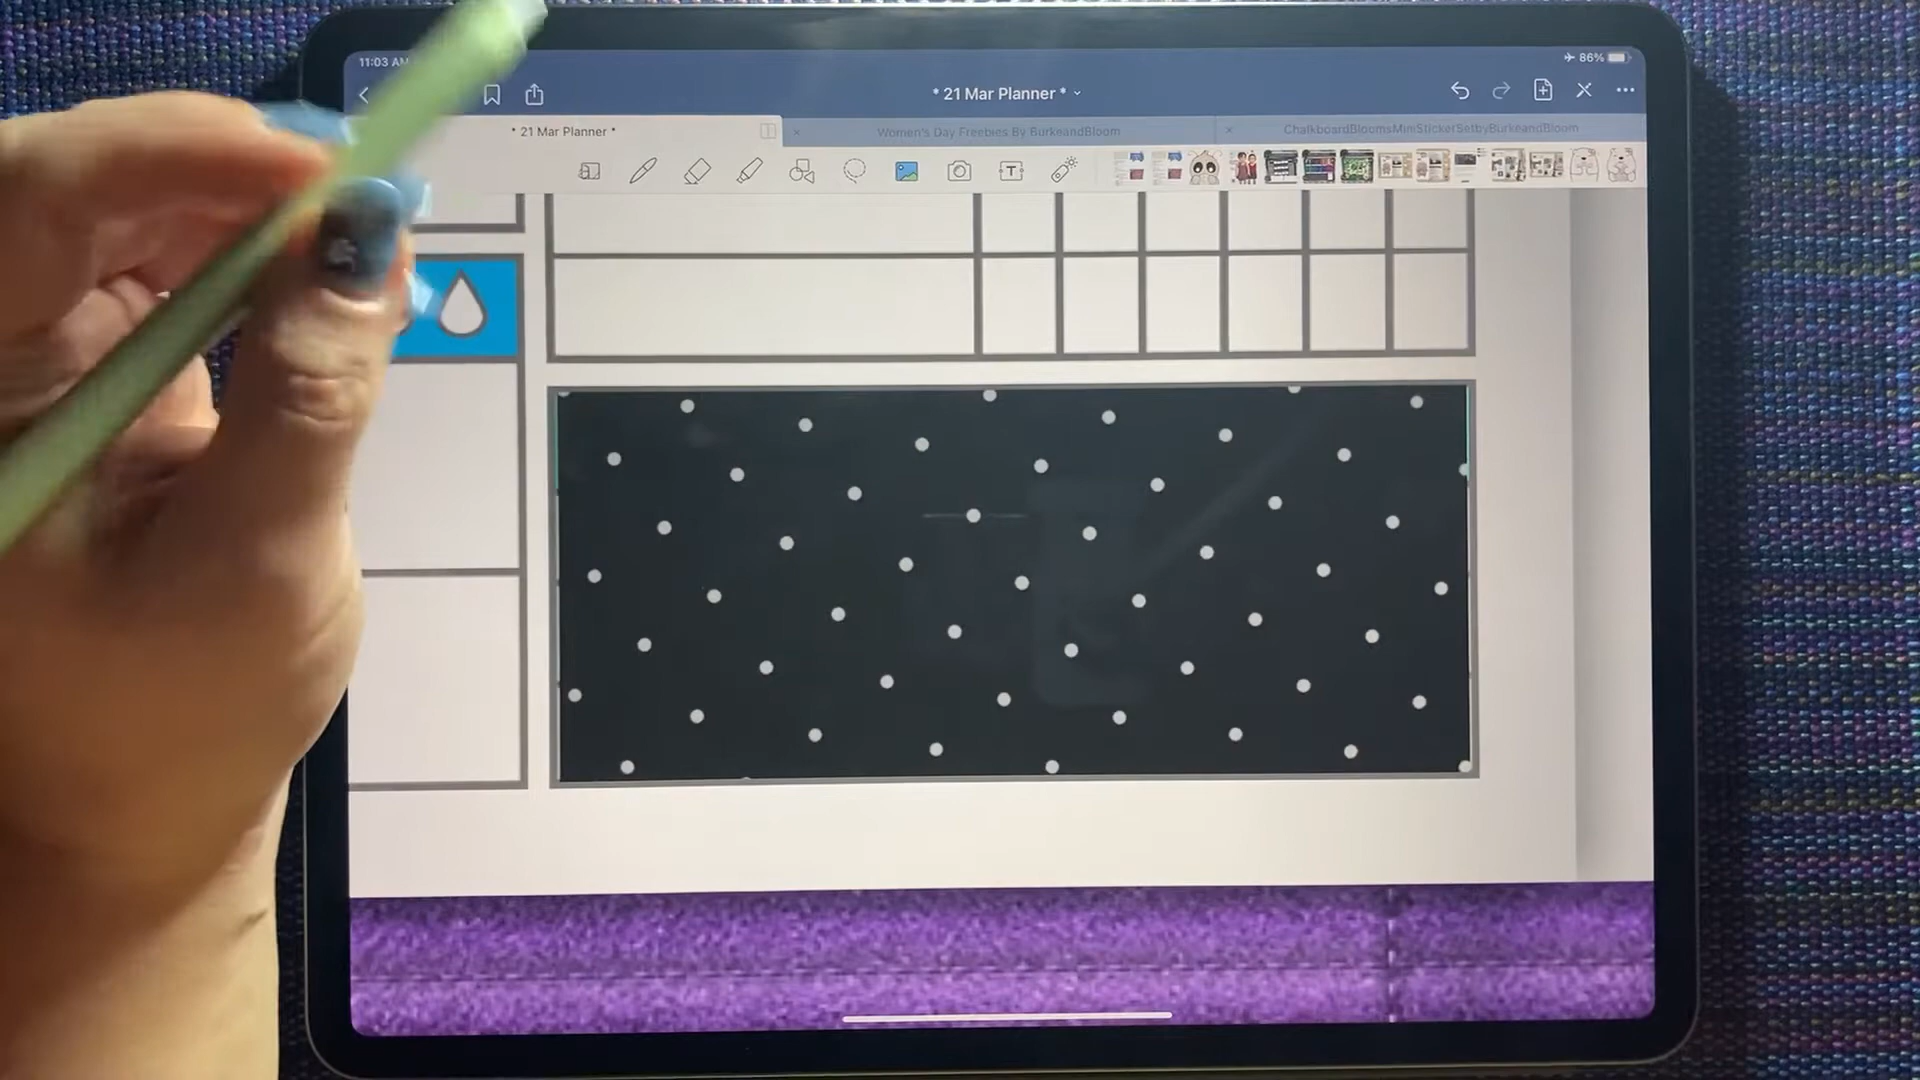 11:03 AM
86%
* 21 Mar Planner *
* 21 Mar Planner *
Women's Day Freebies By BurkeandBloom
ChalkboardBloomsMiniStickerSetbyBurkeandBloom
T